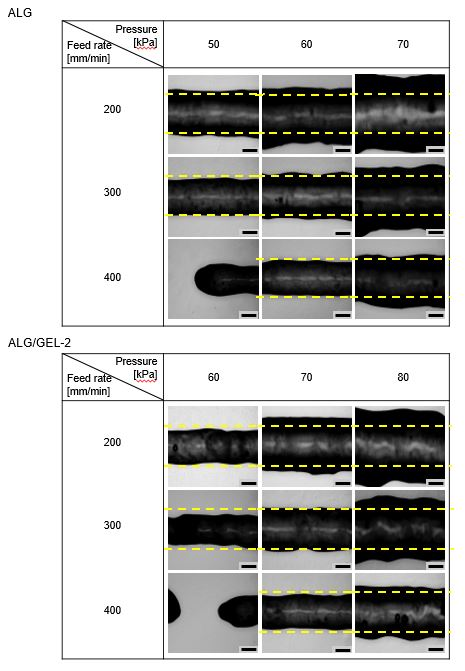 ALG
Pressure
[kPa]
Feed rate
[mm/min]
50 60 70
200
300
400
ALG/GEL-2
Pressure
[kPa]
Feed rate
[mm/min]
60 70 80
200
300
400